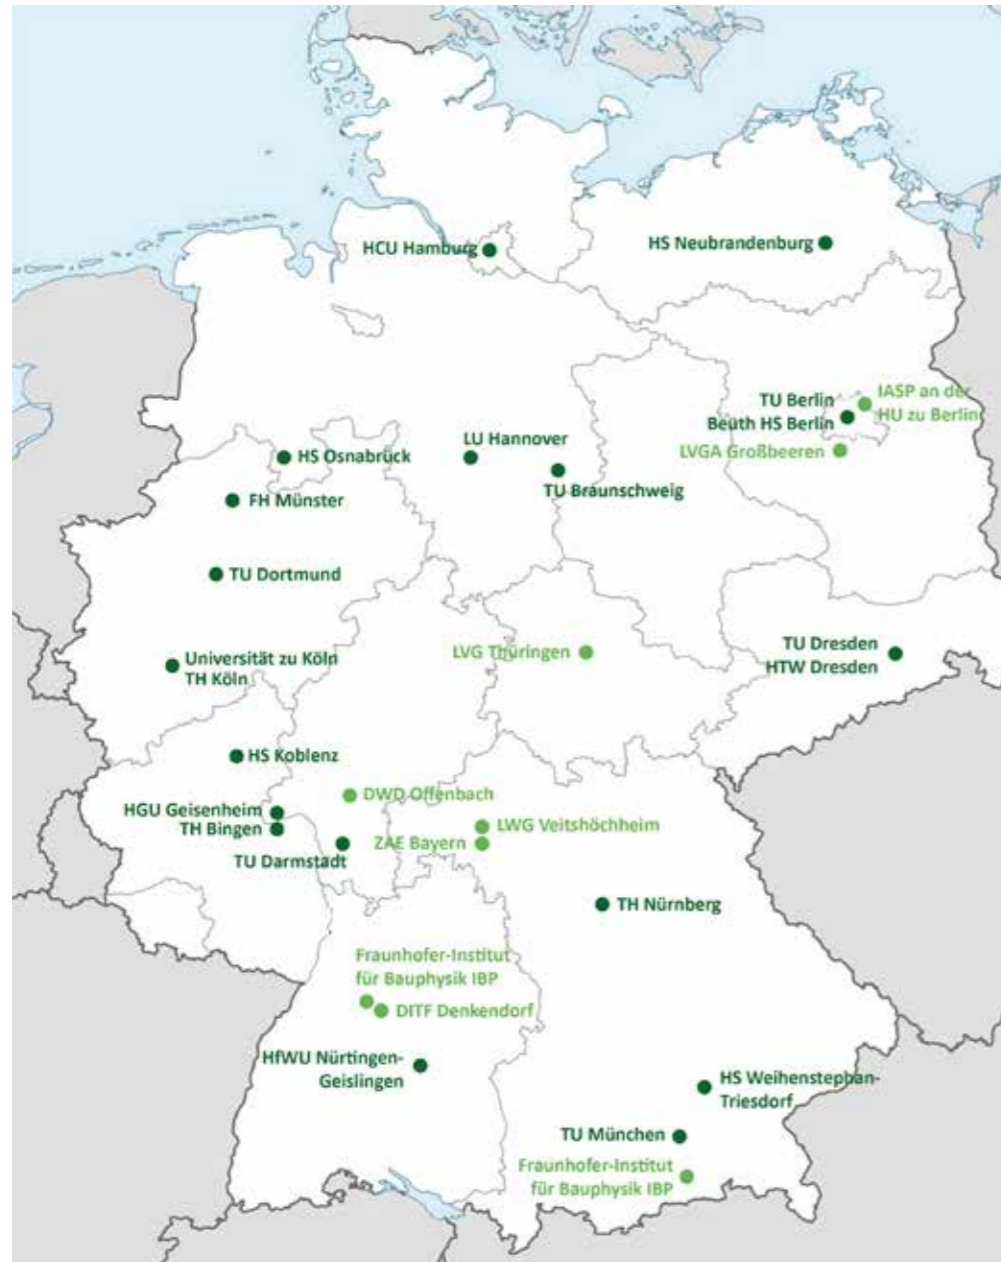 HCU Hamburg
HS Neubrandenburg
TU Berlin
Beuth HS Berlin
IASP an der
HU zu Berlin
LVGA Großbeeren
LU Hannover
HS Osnabrück
TU Braunschweig
FH Münster
TU Dortmund
Universität zu Köln
TH Köln
LVG Thüringen
TU Dresden
HTW Dresden
HS Koblenz
DWD Offenbach
HGU Geisenheim
TH Bingen
LWG Veitshöchheim
ZAE Bayern
TU Darmstadt
TH Nürnberg
Fraunhofer-Institut
für Bauphysik IBP
DITF Denkendorf
HfWU Nürtingen-
Geislingen
HS Weihenstephan-
Triesdorf
TU München
Fraunhofer-Institut
für Bauphysik IBP